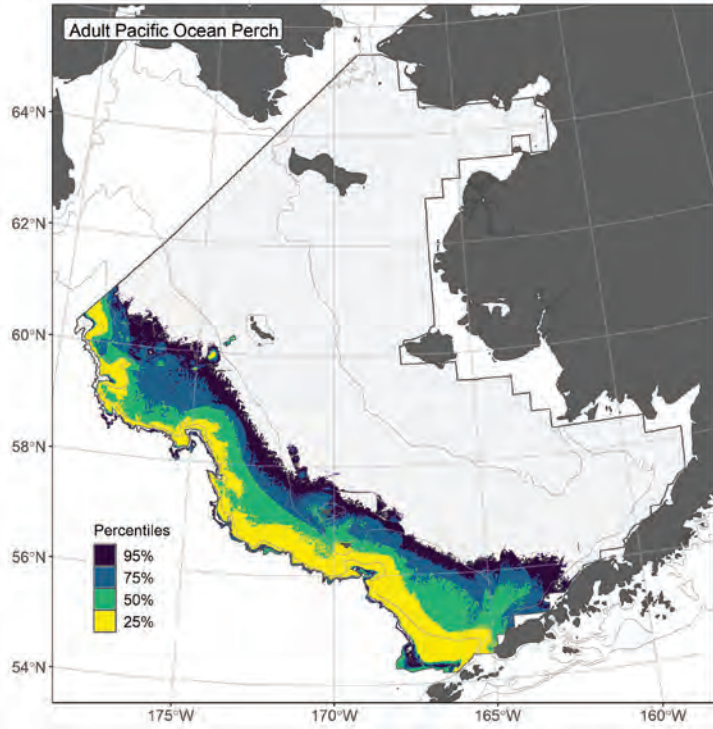 Adult Pacific Ocean Perch
64°N
62°N
60°N
58°N
56°N
54°N
Percentiles
95%
75%
50%
25%
175°W
170°W
165°W
160°W